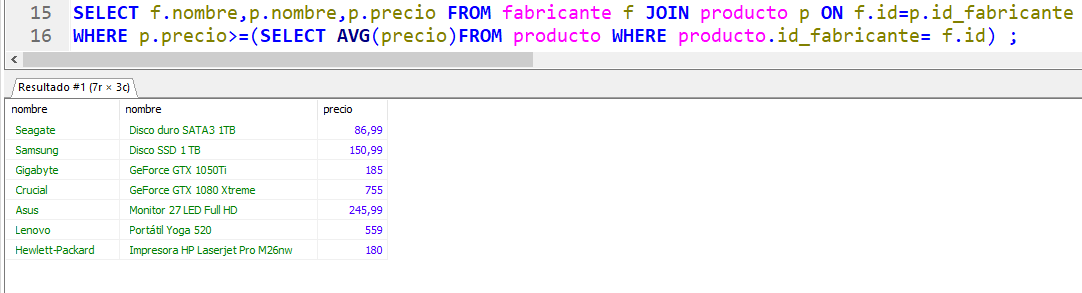 15 SELECT f.nombre,p.nombre,p.precio FROM fabricante f JOIN producto p ON f.id=p.id_fabricante
16 WHERE p.precio>=(SELECT AVG(precio)FROM producto WHERE producto.id_fabricante= f.id) ;
Resultado #1 (7r × 3c)
nombre nombre precio
Seagate Disco duro SATA3 1TB 86,99
Samsung Disco SSD 1 TB 150,99
Gigabyte GeForce GTX 1050Ti 185
Crucial GeForce GTX 1080 Xtreme 755
Asus Monitor 27 LED Full HD 245,99
Lenovo Portátil Yoga 520 559
Hewlett-Packard Impresora HP Laserjet Pro M26nw 180